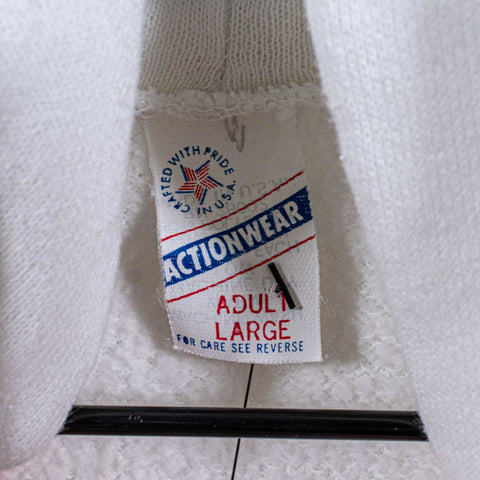 CRAFTED WITH PRIDE
IN U.S.A.
ACTIONWEAR
ADULT
LARGE
FOR CARE SEE REVERSE